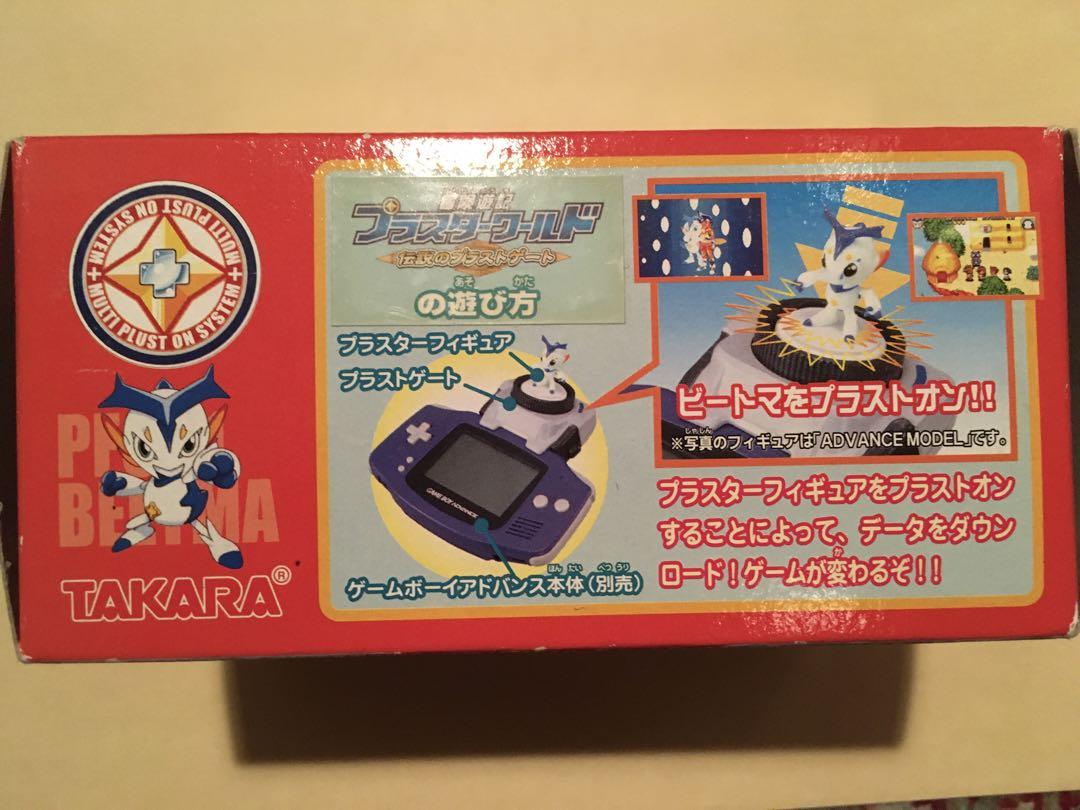 MULTI PLUST ON SYSTEM + MULTI PLUST ON SYSTEM +
TAKARA®
冒険遊記
プラスターワールド
伝説のプラストゲート
の遊び方
あそ かた
プラスターフィギュア
プラストゲート
GAME BOY ADVANCE
ゲームボーイアドバンス本体(別売)
ほん たい べつ うり
ビートマをプラストオン!!
しゃしん
※写真のフィギュアは「ADVANCE MODEL」です。
プラスターフィギュアをプラストオン
することによって、データをダウン
か
ロード!ゲームが変わるぞ!!